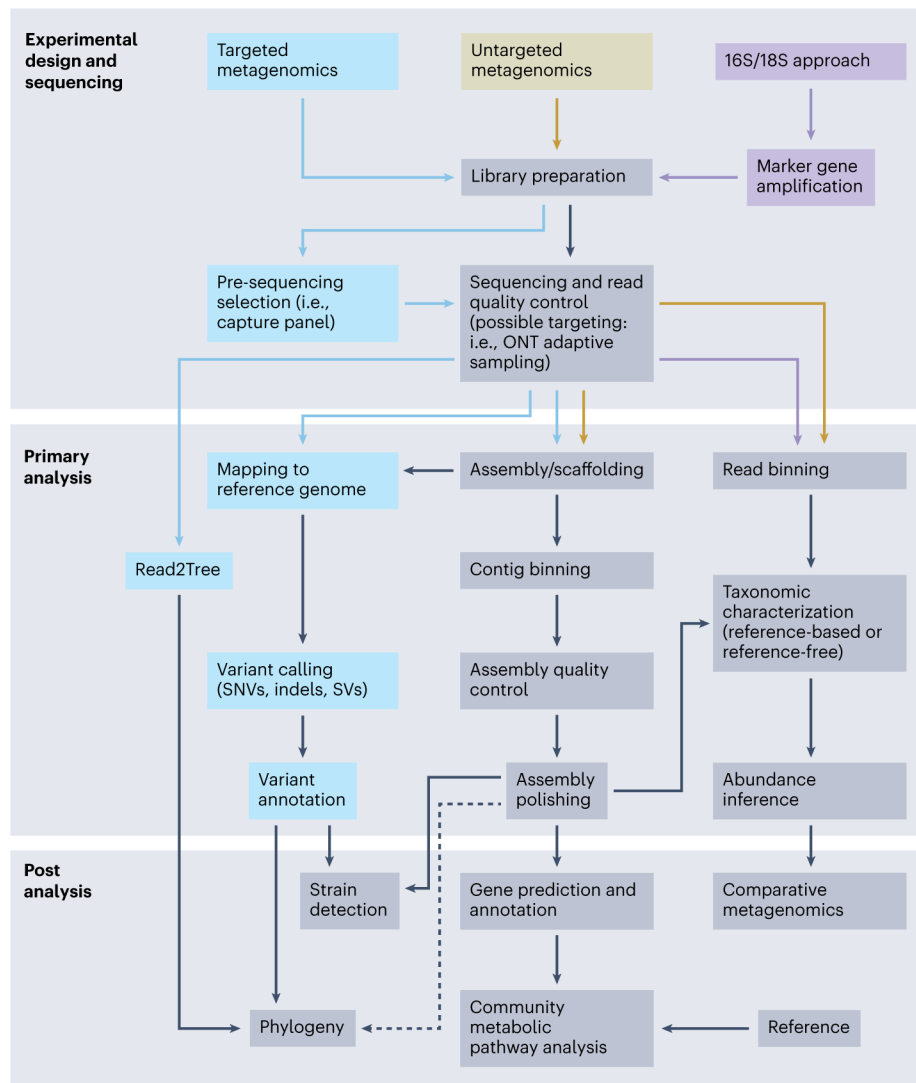 Experimental
design and
sequencing
Targeted
metagenomics
Untargeted
metagenomics
16S/18S approach
Library preparation
Marker gene
amplification
Pre-sequencing
selection (i.e.,
capture panel)
Sequencing and read
quality control
(possible targeting:
i.e., ONT adaptive
sampling)
Primary
analysis
Mapping to
reference genome
Assembly/scaffolding
Read binning
Read2Tree
Contig binning
Taxonomic
characterization
(reference-based or
reference-free)
Variant calling
(SNVs, indels, SVs)
Assembly quality
control
Variant
annotation
Assembly
polishing
Abundance
inference
Post
analysis
Strain
detection
Gene prediction and
annotation
Comparative
metagenomics
Phylogeny
Community
metabolic
pathway analysis
Reference